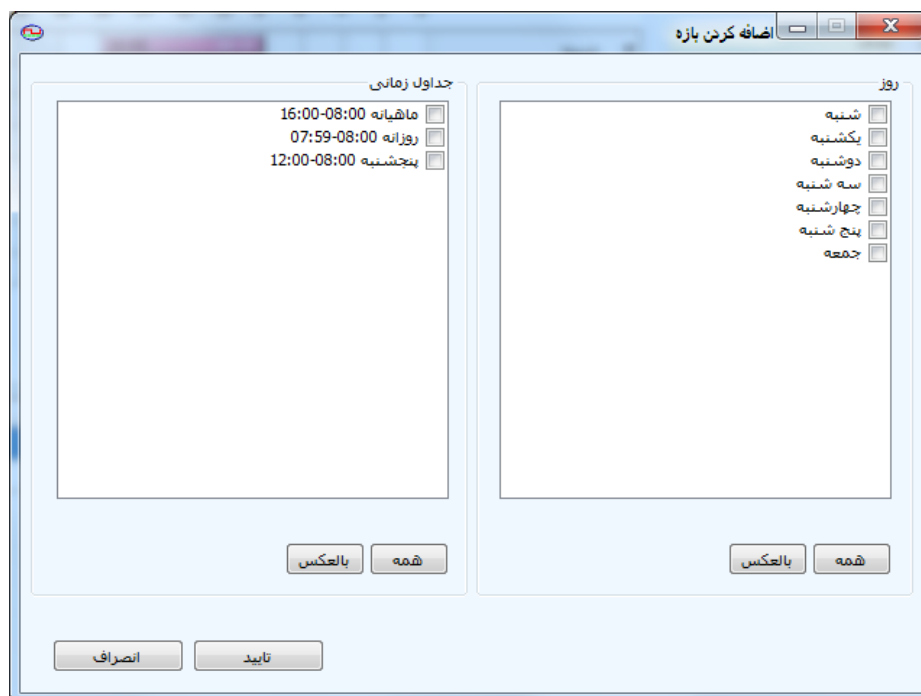 اضافه کردن بازه
روز
شنبه
یکشنبه
دوشنبه
سه شنبه
چهارشنبه
پنج شنبه
جمعه
همه
بالعکس
جداول زمانی
ماهیانه 08:00-16:00
روزانه 08:00-07:59
پنجشنبه 08:00-12:00
همه
بالعکس
تایید
انصراف